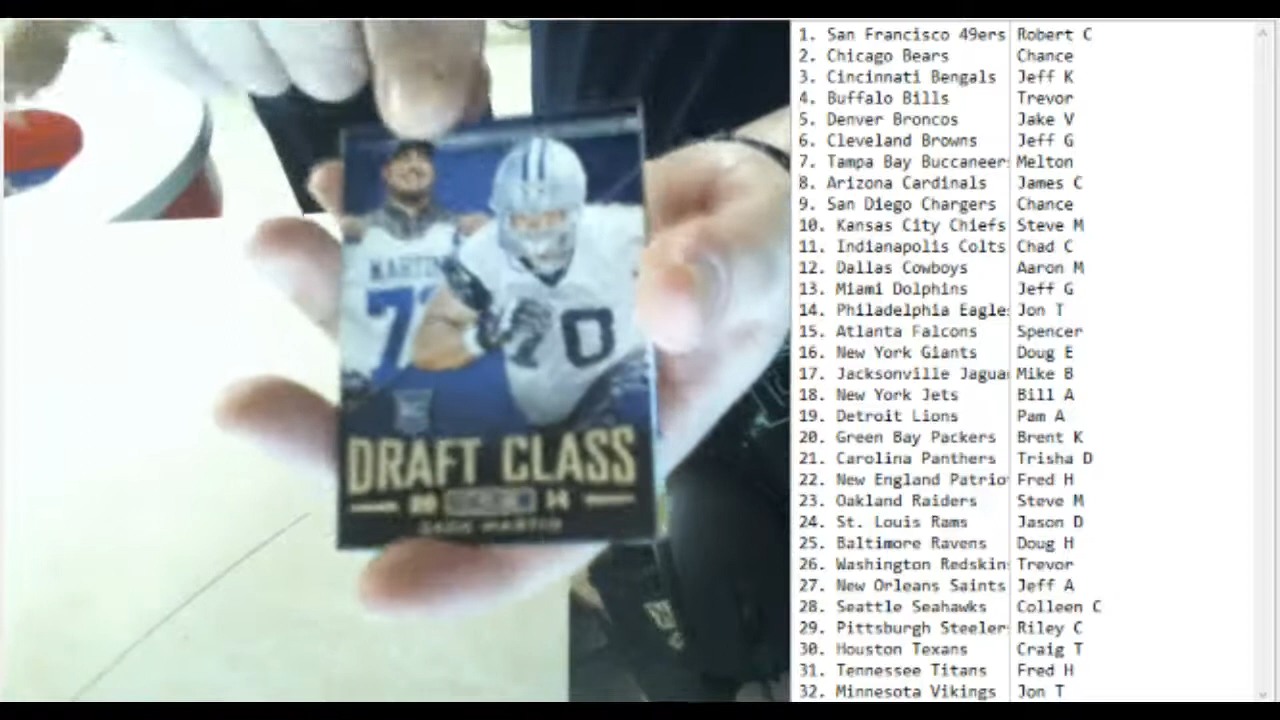 MARTIN
7
70
DRAFT CLASS
20 14
ZACK MARTIN
1. San Francisco 49ers Robert C
2. Chicago Bears Chance
3. Cincinnati Bengals Jeff K
4. Buffalo Bills Trevor
5. Denver Broncos Jake V
6. Cleveland Browns Jeff G
7. Tampa Bay Buccaneer Melton
8. Arizona Cardinals James C
9. San Diego Chargers Chance
10. Kansas City Chiefs Steve M
11. Indianapolis Colts Chad C
12. Dallas Cowboys Aaron M
13. Miami Dolphins Jeff G
14. Philadelphia Eagle Jon T
15. Atlanta Falcons Spencer
16. New York Giants Doug E
17. Jacksonville Jagua Mike B
18. New York Jets Bill A
19. Detroit Lions Pam A
20. Green Bay Packers Brent K
21. Carolina Panthers Trisha D
22. New England Patrio Fred H
23. Oakland Raiders Steve M
24. St. Louis Rams Jason D
25. Baltimore Ravens Doug H
26. Washington Redskin Trevor
27. New Orleans Saints Jeff A
28. Seattle Seahawks Colleen C
29. Pittsburgh Steeler Riley C
30. Houston Texans Craig T
31. Tennessee Titans Fred H
32. Minnesota Vikings Jon T